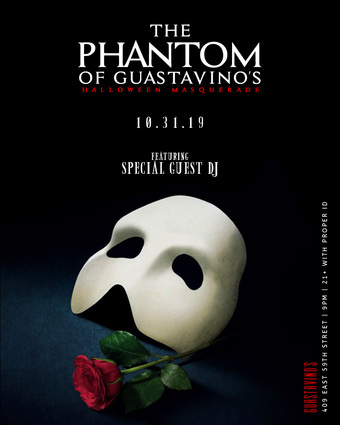 THE
PHANTOM
OF GUASTAVINO'S
HALLOWEEN MASQUERADE
10.31.19
FEATURING
SPECIAL GUEST DJ
GUASTAVINO'S
409 EAST 59TH STREET | 9PM | 21+ WITH PROPER ID